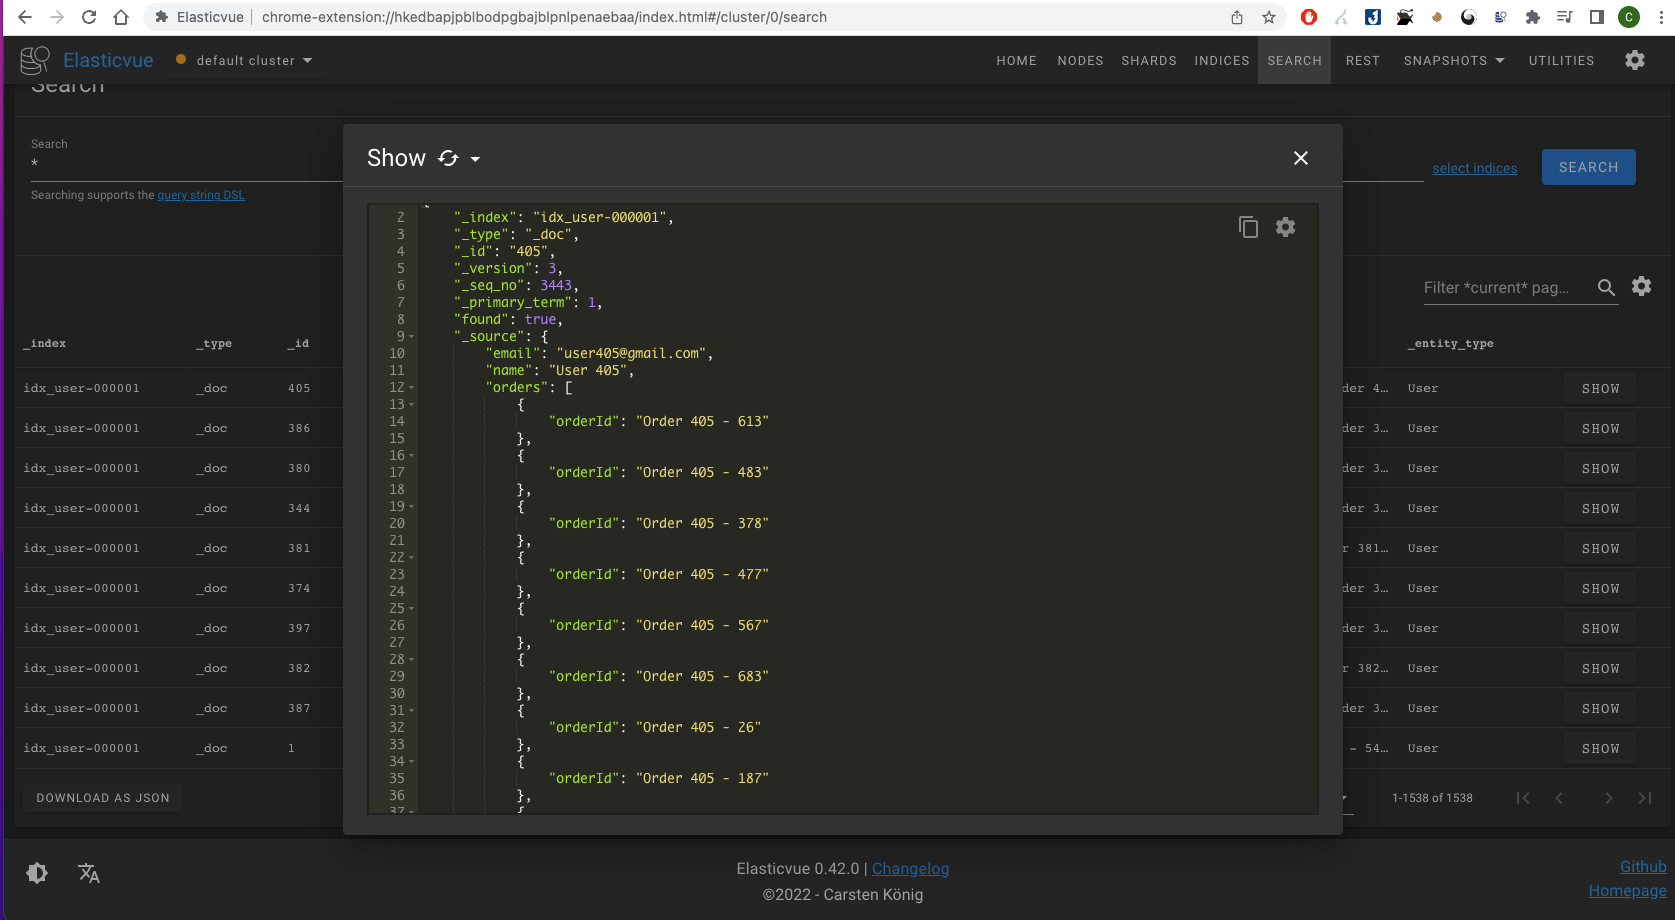 Elasticvue
chrome-extension://hkedbapjpblbodpgbajblpnlpenaebaa/index.html#/cluster/0/search
C
Elasticvue
default cluster
HOME
NODES
SHARDS
INDICES
SEARCH
REST
SNAPSHOTS
UTILITIES
Search
Search
*
Searching supports the query string DSL
select indices
SEARCH
Filter *current* pag...
_index _type _id _entity_type
idx_user-000001 _doc 405 der 4… User SHOW
idx_user-000001 _doc 386 der 3… User SHOW
idx_user-000001 _doc 380 der 3… User SHOW
idx_user-000001 _doc 344 der 3… User SHOW
idx_user-000001 _doc 381 r 381… User SHOW
idx_user-000001 _doc 374 der 3… User SHOW
idx_user-000001 _doc 397 der 3… User SHOW
idx_user-000001 _doc 382 r 382… User SHOW
idx_user-000001 _doc 387 der 3… User SHOW
idx_user-000001 _doc 1 - 54… User SHOW
DOWNLOAD AS JSON
1-1538 of 1538
Show
{
2 "_index": "idx_user-000001",
3 "_type": "_doc",
4 "_id": "405",
5 "_version": 3,
6 "_seq_no": 3443,
7 "_primary_term": 1,
8 "found": true,
9 "_source": {
10 "email": "user405@gmail.com",
11 "name": "User 405",
12 "orders": [
13 {
14 "orderId": "Order 405 - 613"
15 },
16 {
17 "orderId": "Order 405 - 483"
18 },
19 {
20 "orderId": "Order 405 - 378"
21 },
22 {
23 "orderId": "Order 405 - 477"
24 },
25 {
26 "orderId": "Order 405 - 567"
27 },
28 {
29 "orderId": "Order 405 - 683"
30 },
31 {
32 "orderId": "Order 405 - 26"
33 },
34 {
35 "orderId": "Order 405 - 187"
36 },
37 {
Elasticvue 0.42.0 | Changelog
©2022 - Carsten König
Github
Homepage